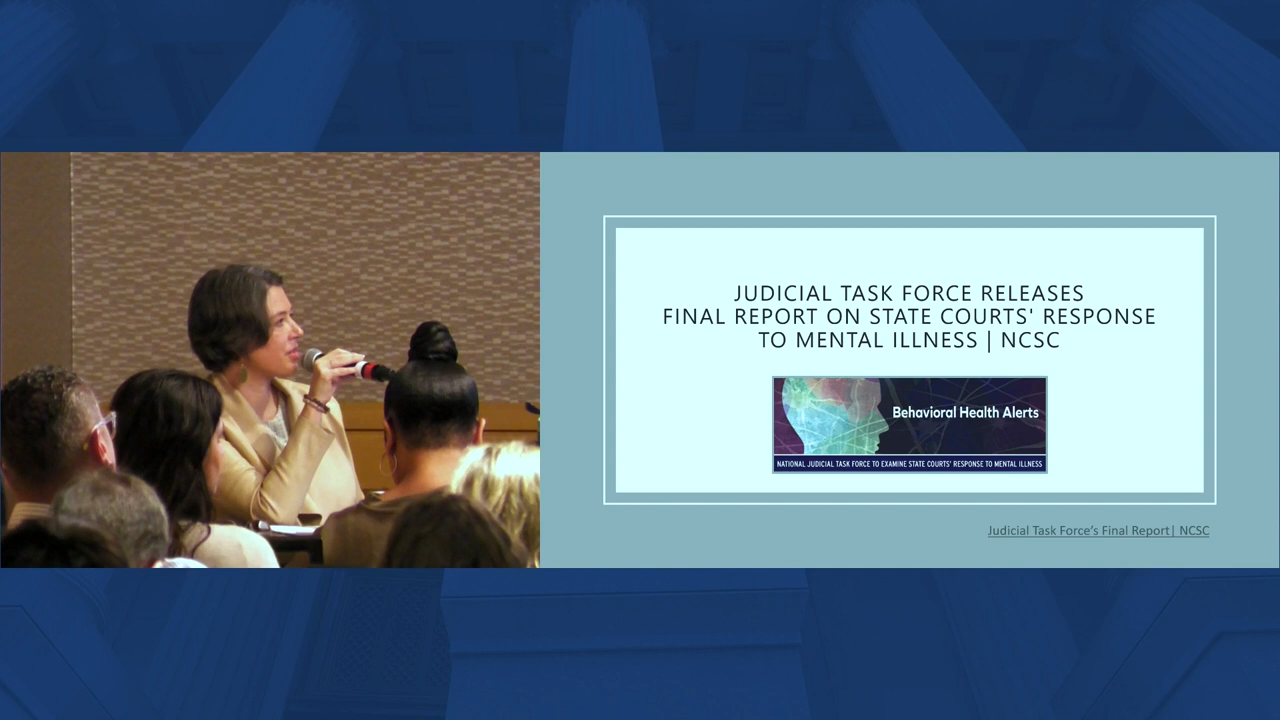 JUDICIAL TASK FORCE RELEASES
FINAL REPORT ON STATE COURTS' RESPONSE
TO MENTAL ILLNESS | NCSC
Behavioral Health Alerts
NATIONAL JUDICIAL TASK FORCE TO EXAMINE STATE COURTS' RESPONSE TO MENTAL ILLNESS
Judicial Task Force’s Final Report| NCSC